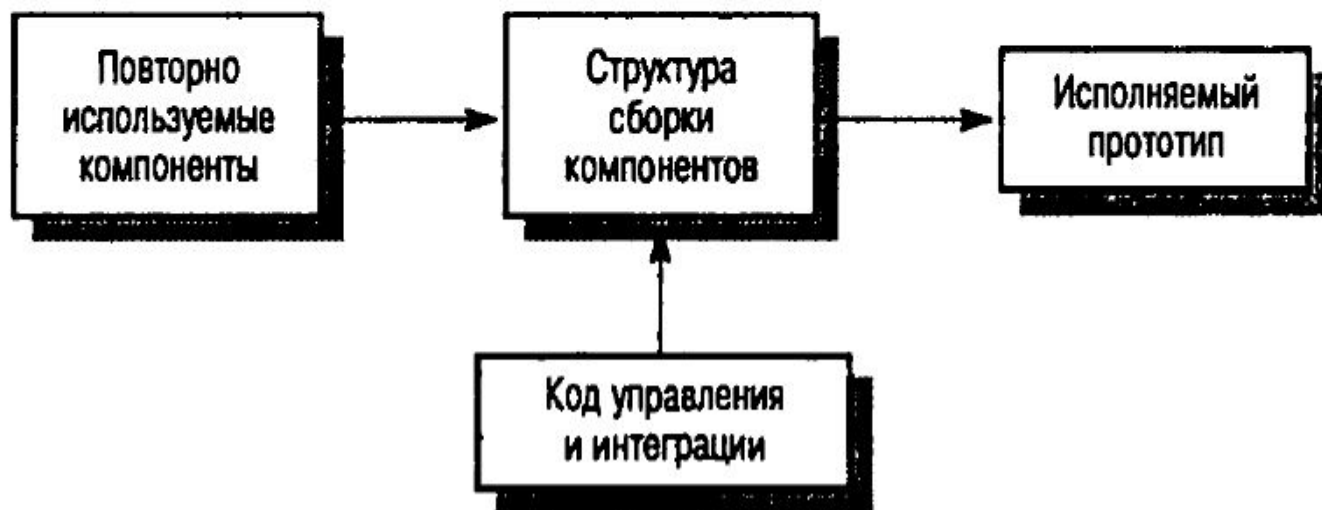 Повторно
используемые
компоненты
Структура
сборки
компонентов
Исполняемый
прототип
Код управления
и интеграции